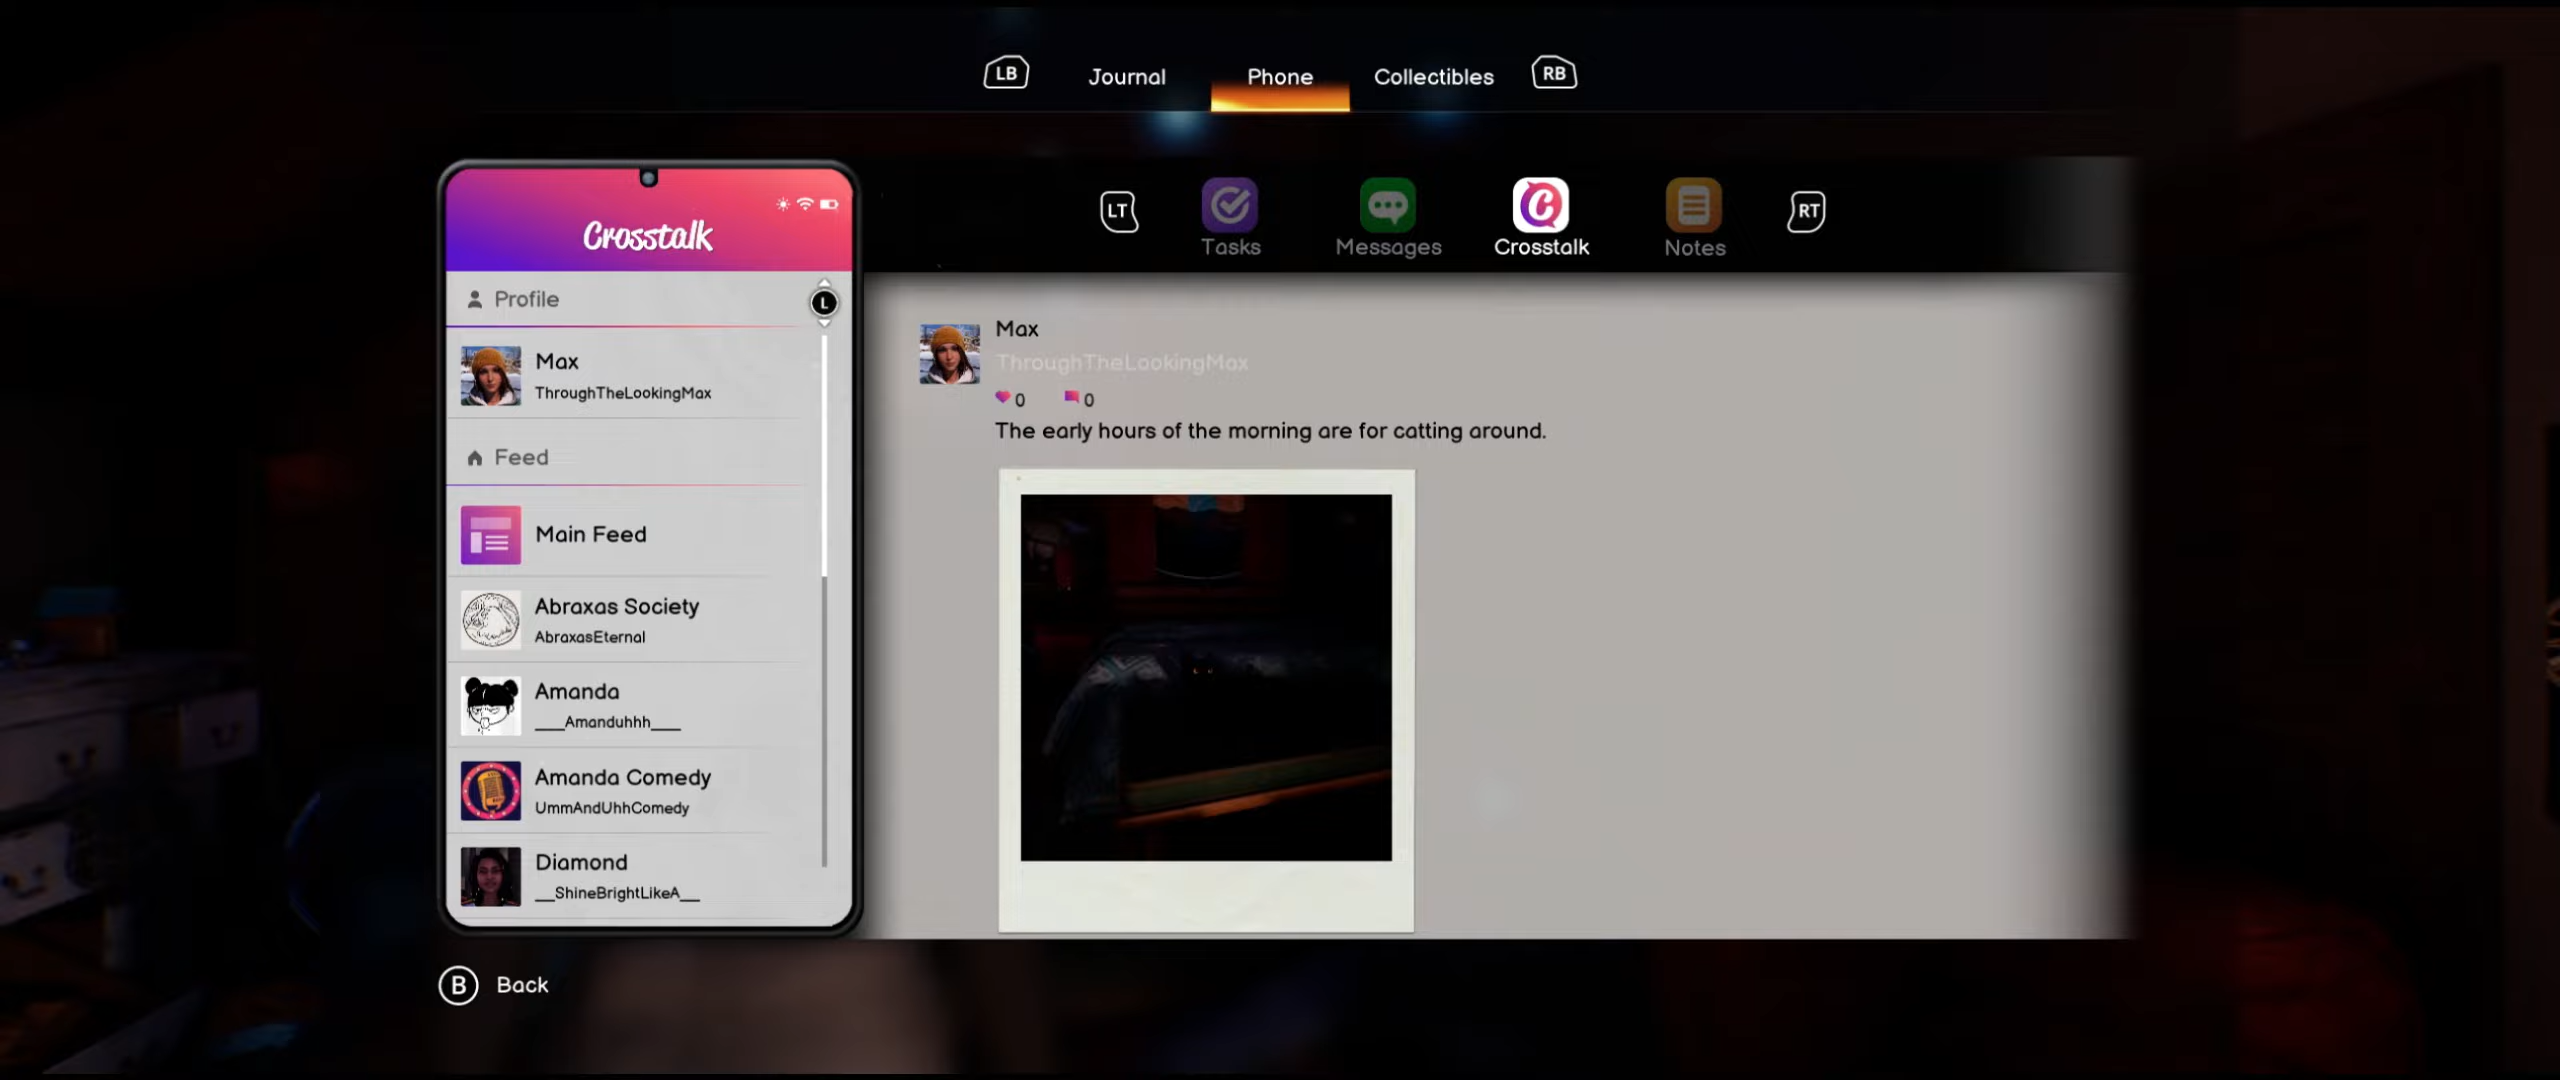 LB Journal Phone Collectibles RB
LT Tasks Messages Crosstalk Notes RT
Crosstalk
Profile
L
Max
ThroughTheLookingMax
Feed
Main Feed
Abraxas Society
AbraxasEternal
Amanda
___Amanduhhh___
Amanda Comedy
UmmAndUhhComedy
Diamond
__ShineBrightLikeA__
Max
ThroughTheLookingMax
0 0
The early hours of the morning are for catting around.
B Back